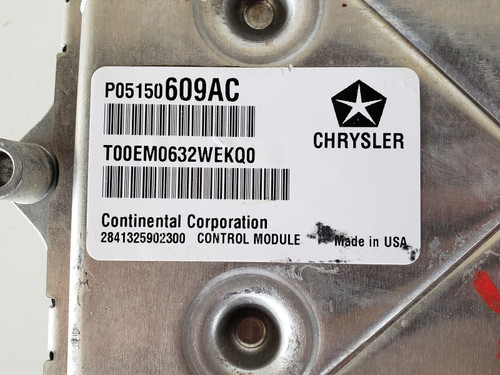 P05150609AC
CHRYSLER
T00EM0632WEKQ0
Continental Corporation
2841325902300 CONTROL MODULE Made in USA